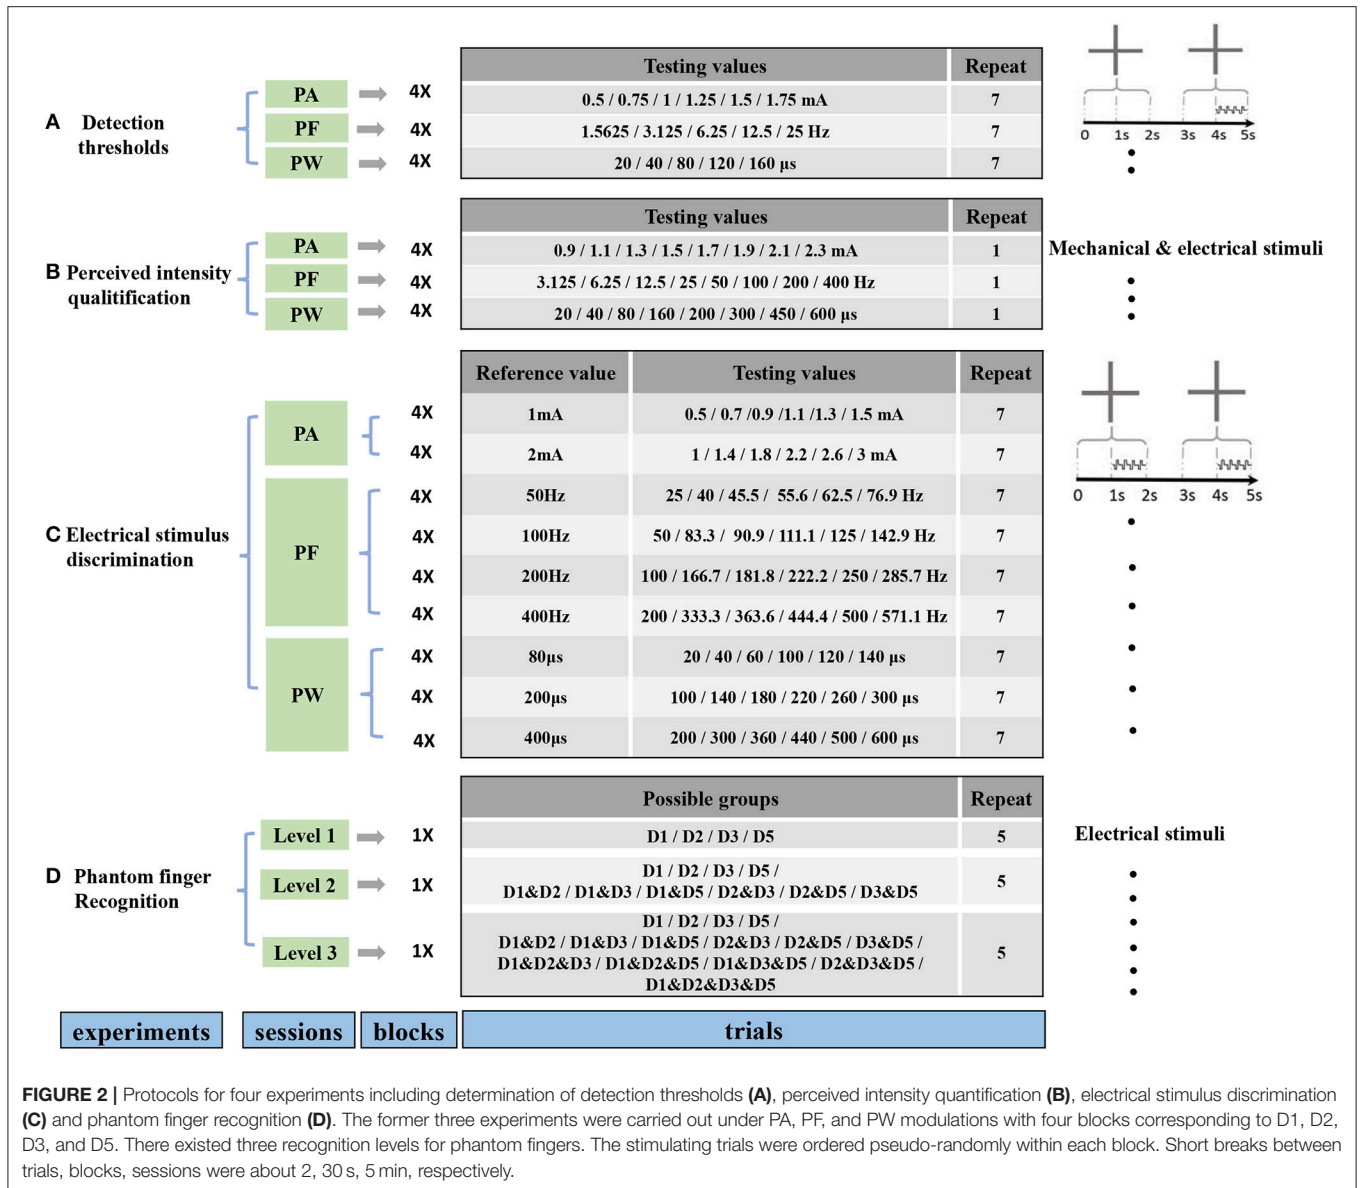 Testing values Repeat
A Detection thresholds
PA 4X 0.5 / 0.75 / 1 / 1.25 / 1.5 / 1.75 mA 7
PF 4X 1.5625 / 3.125 / 6.25 / 12.5 / 25 Hz 7
PW 4X 20 / 40 / 80 / 120 / 160 µs 7
0 1s 2s 3s 4s 5s
Testing values Repeat
B Perceived intensity
qualitification
PA 4X 0.9 / 1.1 / 1.3 / 1.5 / 1.7 / 1.9 / 2.1 / 2.3 mA 1
PF 4X 3.125 / 6.25 / 12.5 / 25 / 50 / 100 / 200 / 400 Hz 1
PW 4X 20 / 40 / 80 / 160 / 200 / 300 / 450 / 600 µs 1
Mechanical & electrical stimuli
Reference value Testing values Repeat
C Electrical stimulus
discrimination
PA
4X 1mA 0.5 / 0.7 /0.9 /1.1 /1.3 / 1.5 mA 7
4X 2mA 1 / 1.4 / 1.8 / 2.2 / 2.6 / 3 mA 7
PF
4X 50Hz 25 / 40 / 45.5 / 55.6 / 62.5 / 76.9 Hz 7
4X 100Hz 50 / 83.3 / 90.9 / 111.1 / 125 / 142.9 Hz 7
4X 200Hz 100 / 166.7 / 181.8 / 222.2 / 250 / 285.7 Hz 7
4X 400Hz 200 / 333.3 / 363.6 / 444.4 / 500 / 571.1 Hz 7
PW
4X 80µs 20 / 40 / 60 / 100 / 120 / 140 µs 7
4X 200µs 100 / 140 / 180 / 220 / 260 / 300 µs 7
4X 400µs 200 / 300 / 360 / 440 / 500 / 600 µs 7
0 1s 2s 3s 4s 5s
Possible groups Repeat
D Phantom finger
Recognition
Level 1 1X D1 / D2 / D3 / D5 5
Level 2 1X D1 / D2 / D3 / D5 /
D1&D2 / D1&D3 / D1&D5 / D2&D3 / D2&D5 / D3&D5 5
Level 3 1X D1 / D2 / D3 / D5 /
D1&D2 / D1&D3 / D1&D5 / D2&D3 / D2&D5 / D3&D5 /
D1&D2&D3 / D1&D2&D5 / D1&D3&D5 / D2&D3&D5 /
D1&D2&D3&D5 5
Electrical stimuli
experiments sessions blocks trials
FIGURE 2 | Protocols for four experiments including determination of detection thresholds (A), perceived intensity quantification (B), electrical stimulus discrimination
(C) and phantom finger recognition (D). The former three experiments were carried out under PA, PF, and PW modulations with four blocks corresponding to D1, D2,
D3, and D5. There existed three recognition levels for phantom fingers. The stimulating trials were ordered pseudo-randomly within each block. Short breaks between
trials, blocks, sessions were about 2, 30 s, 5 min, respectively.